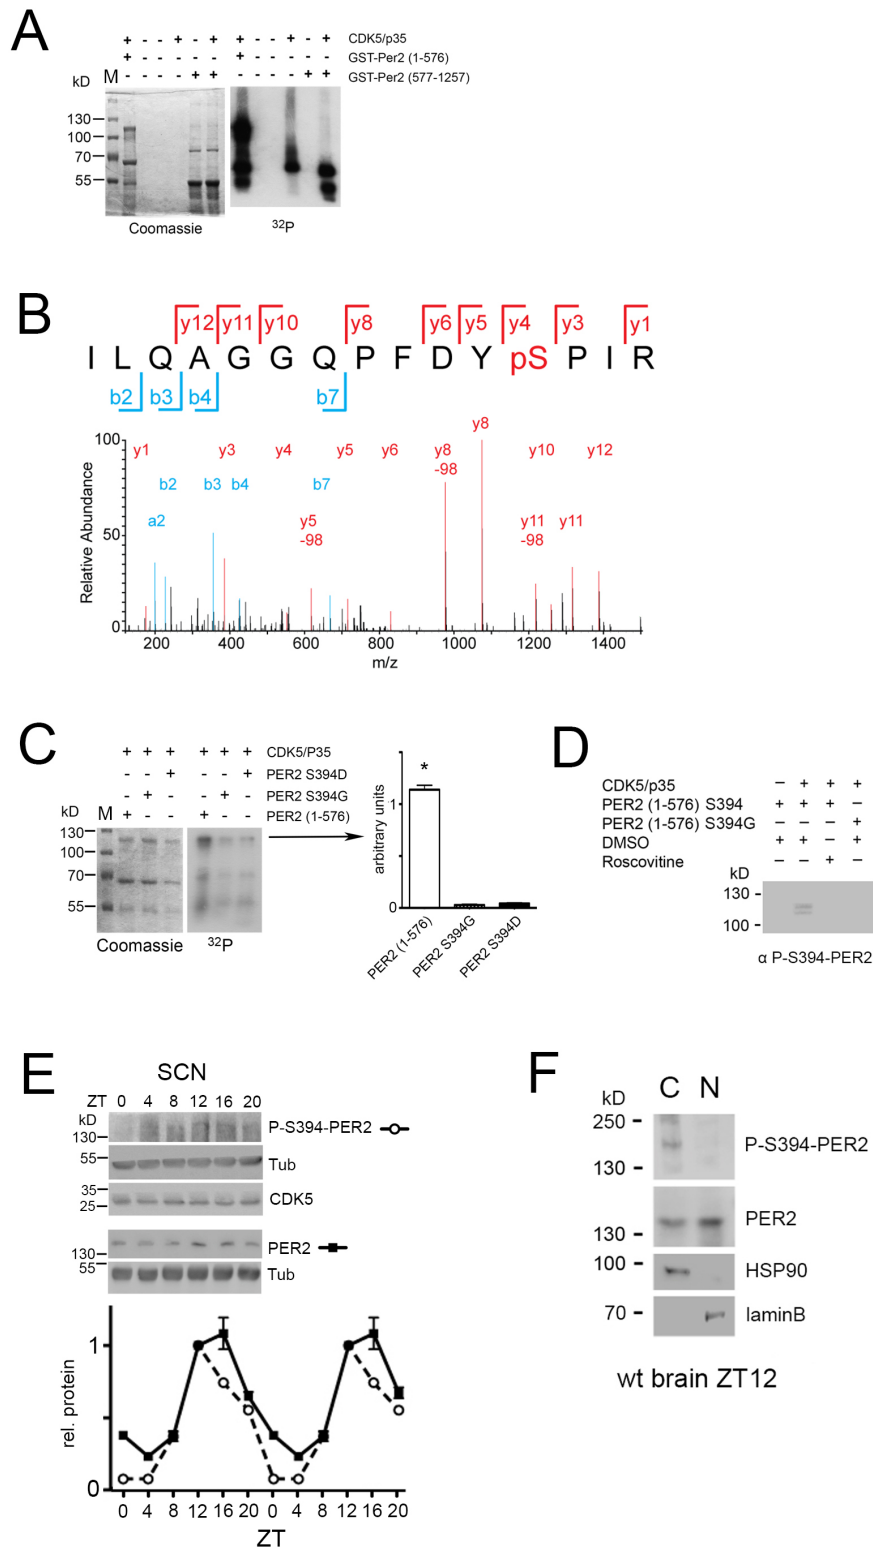 A
+ - - + - + + - - + - + CDK5/p35
+ - - - - - + - - - - - GST-Per2 (1-576)
kD M - - - - + + - - - - + + GST-Per2 (577-1257)
130
100
70
55
Coomassie 32P
B
y12 y11 y10 y8 y6 y5 y4 y3 y1
I L Q A G G Q P F D Y pS P I R
b2 b3 b4 b7
y8
100
y1 y3 y4 y5 y6 y8 -98 y10 y12
b2 b3 b4 b7
a2 y5 -98 y11 -98 y11
50
0
Relative Abundance
200 400 600 800 1000 1200 1400
m/z
C
+ + + + + + CDK5/P35
- - + - - + PER2 S394D
- + - - + - PER2 S394G
kD M + - - + - - PER2 (1-576)
130
100
70
55
Coomassie 32P
arbitrary units
1
0
*
PER2 (1-576) PER2 S394G PER2 S394D
D
CDK5/p35 – + + +
PER2 (1-576) S394 + + + –
PER2 (1-576) S394G – – – +
DMSO + + – +
Roscovitine – – + –
kD
130
100
α P-S394-PER2
E
SCN
ZT 0 4 8 12 16 20
kD
130 P-S394-PER2
55 Tub
35
25 CDK5
130 PER2
55 Tub
rel. protein
1
0
0 4 8 12 16 20 0 4 8 12 16 20
ZT
F
kD C N
250
130 P-S394-PER2
130 PER2
100 HSP90
70 laminB
wt brain ZT12